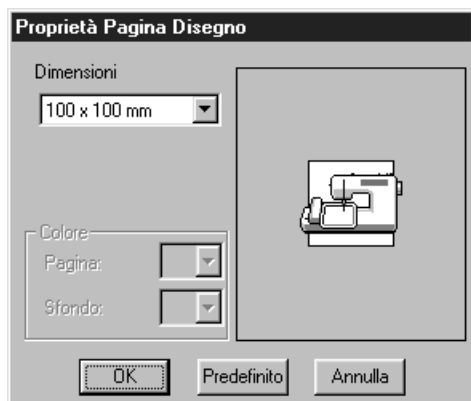 Proprietà Pagina Disegno
Dimensioni
100 x 100 mm
Colore
Pagina:
Sfondo:
OK Predefinito Annulla